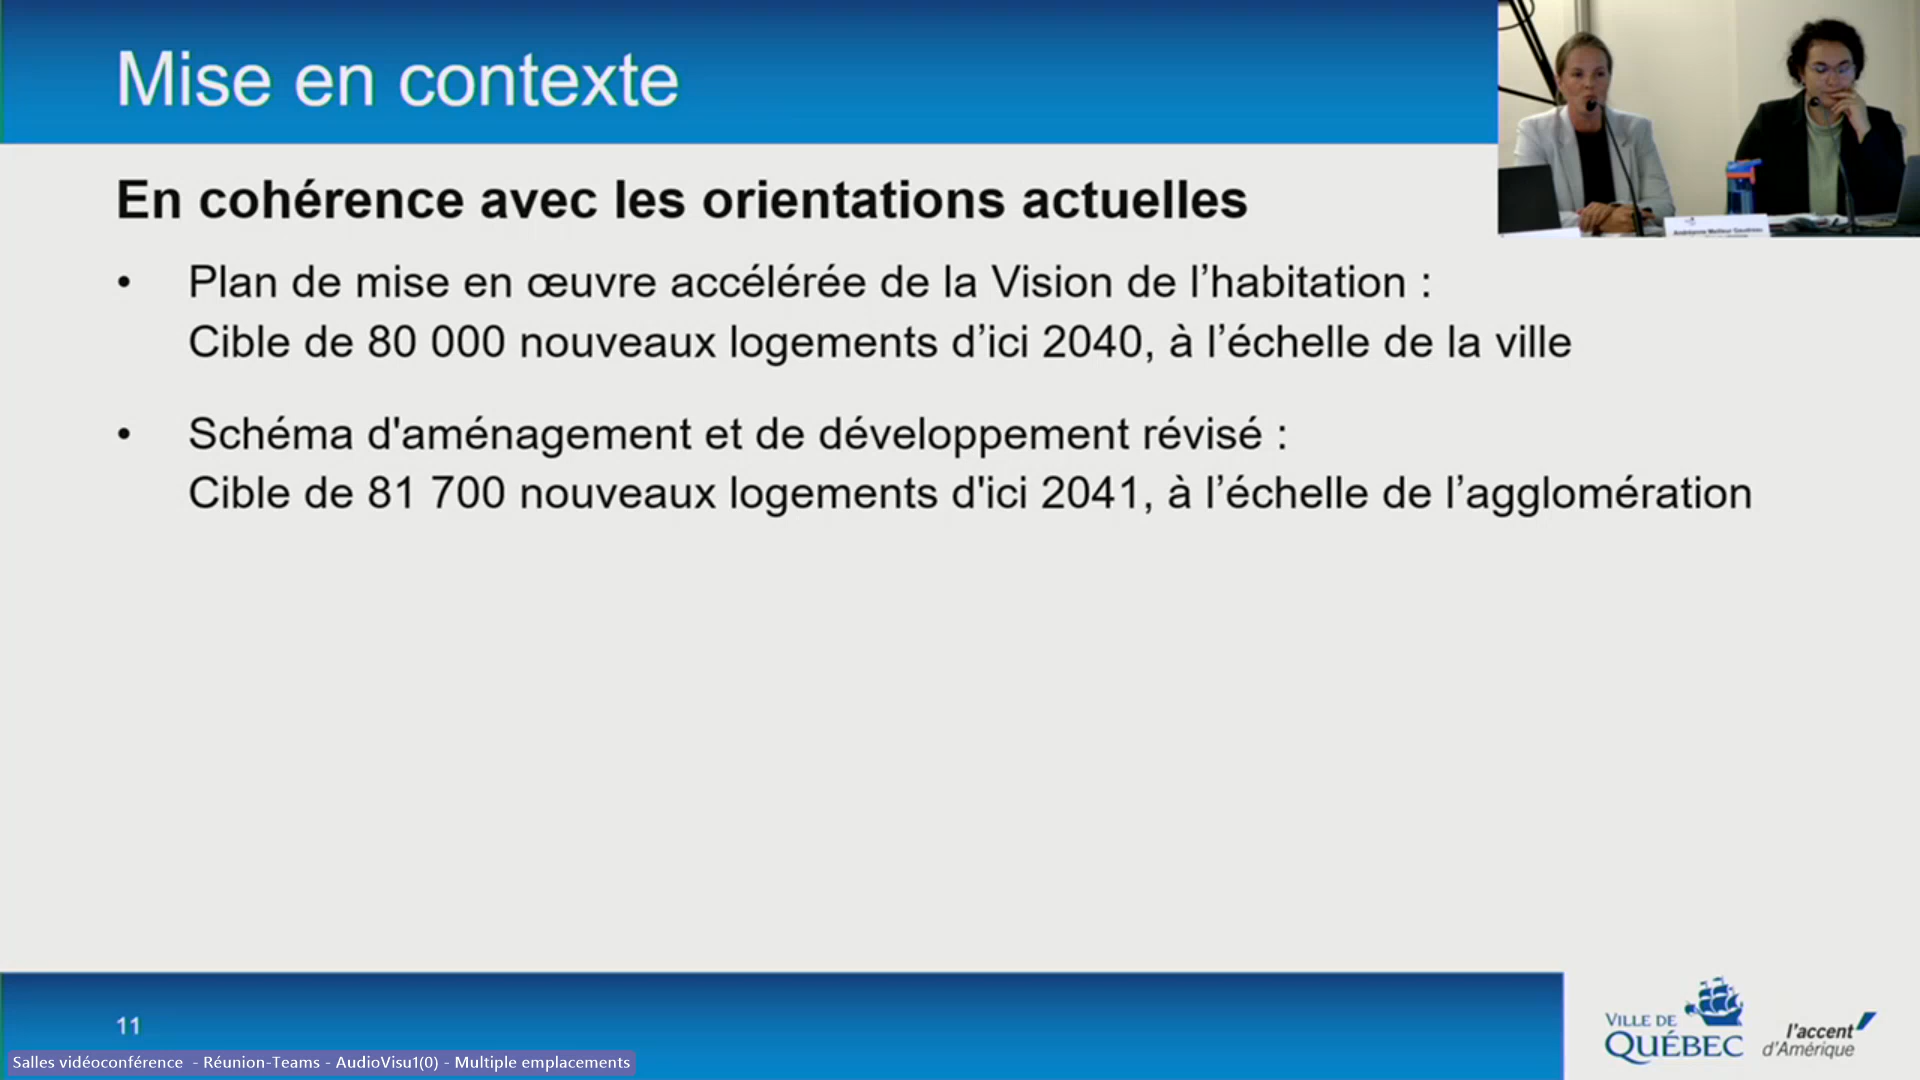 Mise en contexte
En cohérence avec les orientations actuelles
• Plan de mise en œuvre accélérée de la Vision de l’habitation :
Cible de 80 000 nouveaux logements d’ici 2040, à l’échelle de la ville
• Schéma d'aménagement et de développement révisé :
Cible de 81 700 nouveaux logements d'ici 2041, à l’échelle de l’agglomération
11
Salles vidéoconférence - Réunion-Teams - AudioVisu1(0) - Multiple emplacements
VILLE DE
QUÉBEC
l'accent
d'Amérique